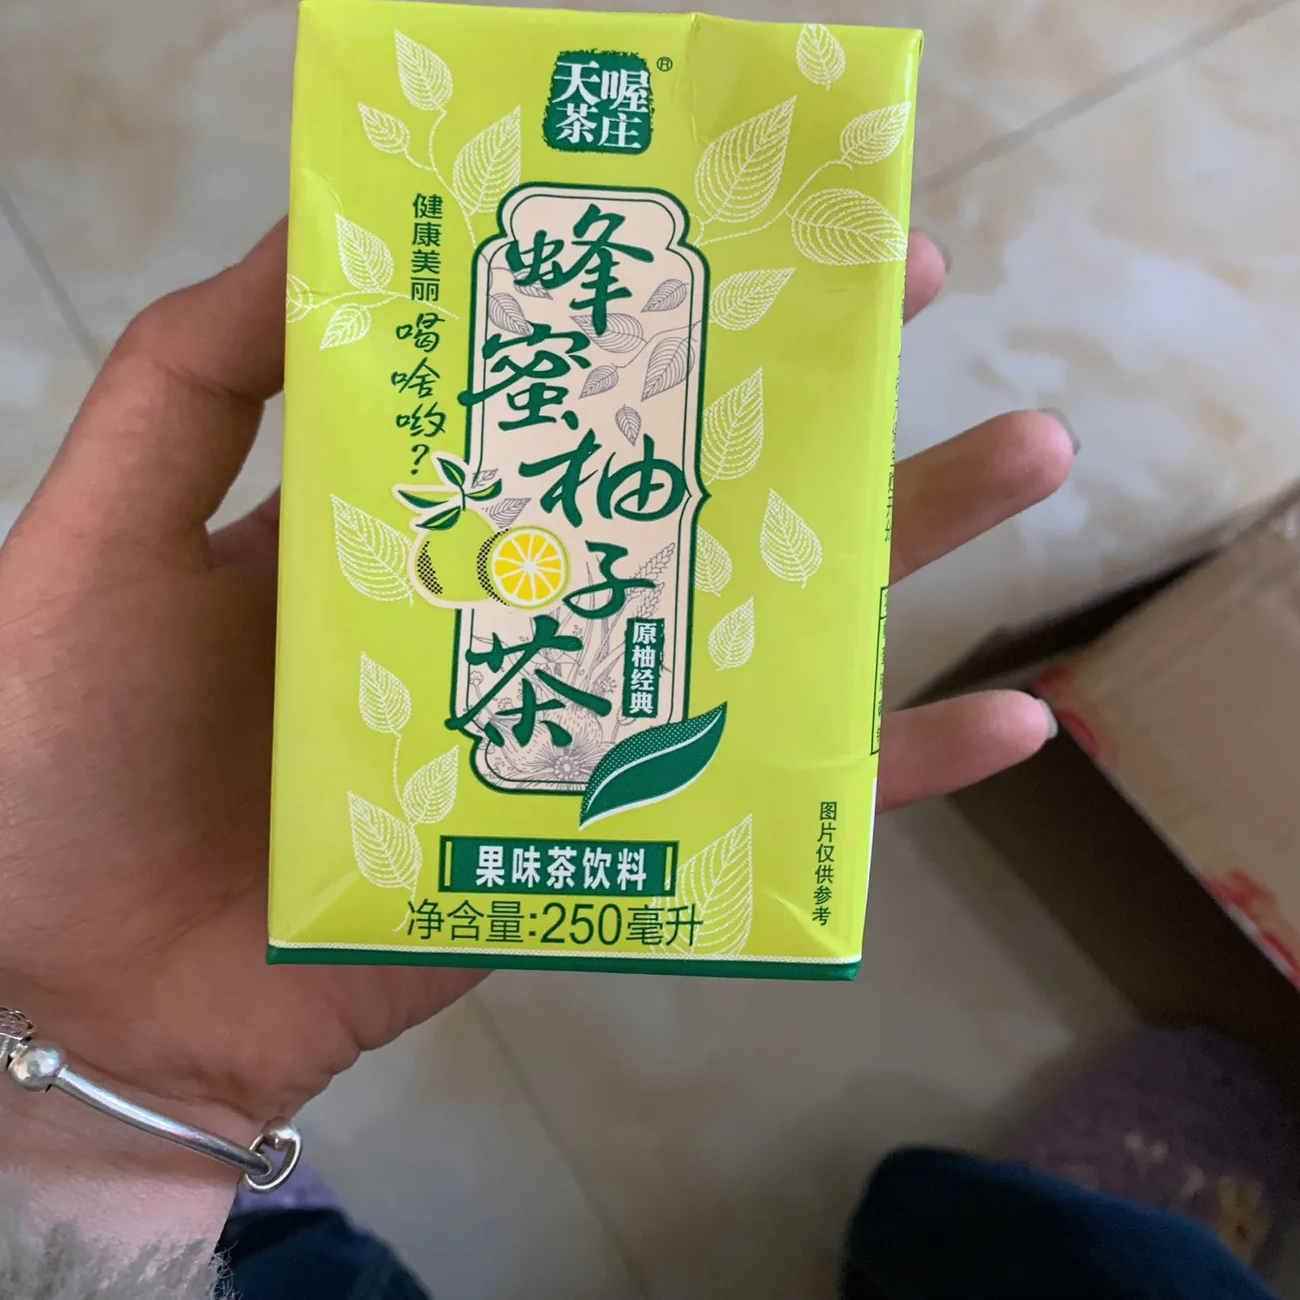 天喔®
茶庄
健康美丽
喝啥哟?
蜂蜜柚子茶
原柚经典
果味茶饮料
净含量:250毫升
图片仅供参考